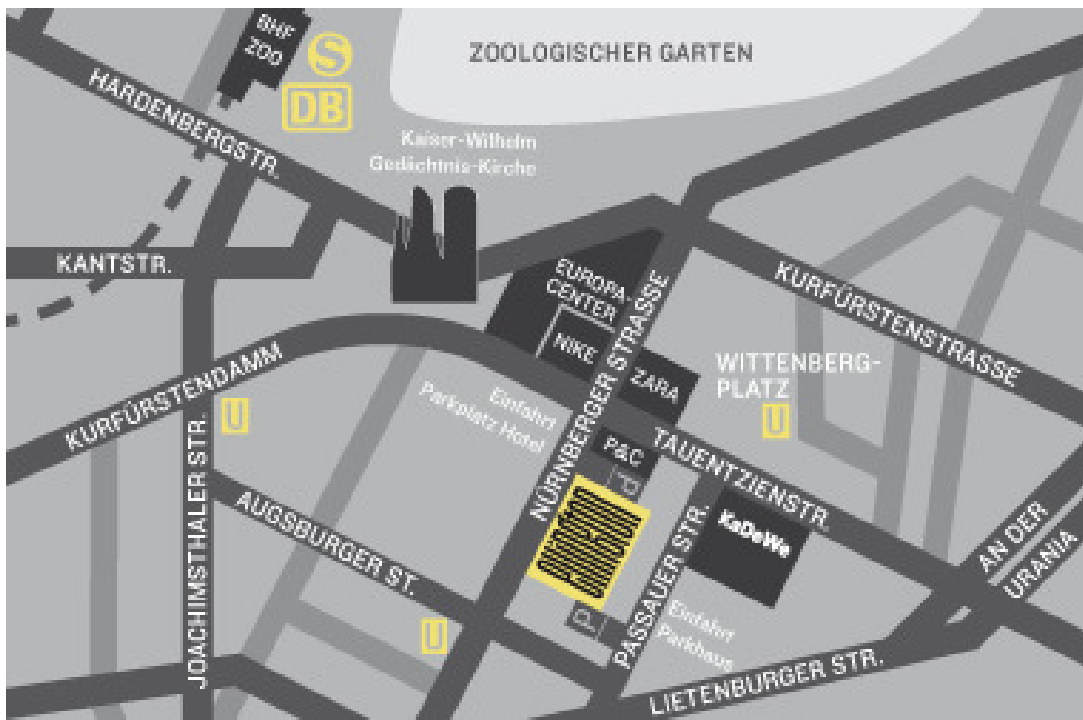 BHF
ZOO
S
DB
ZOOLOGISCHER GARTEN
HARDENBERGSTR.
Kaiser-Wilhelm
Gedächtnis-Kirche
KANTSTR.
EUROPA-
CENTER
NIKE
KURFÜRSTENSTRASSE
NÜRNBERGER STRASSE
ZARA
WITTENBERG-
PLATZ
U
KURFÜRSTENDAMM
U
Einfahrt
Parkplatz Hotel
P&C
TAUENTZIENSTR.
JOACHIMSTHALER STR.
AUGSBURGER ST.
P
KaDeWe
PASSAUER STR.
AN DER
URANIA
U
P
Einfahrt
Parkhaus
LIETENBURGER STR.